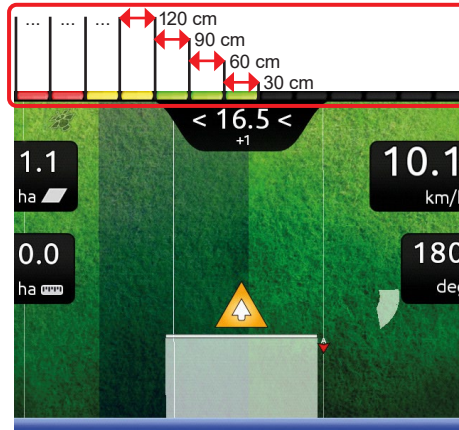 ... ... ... 120 cm
90 cm
60 cm
30 cm
< 16.5 <
+1
1.1
ha
10.1
km/
0.0
ha
180
deg
A